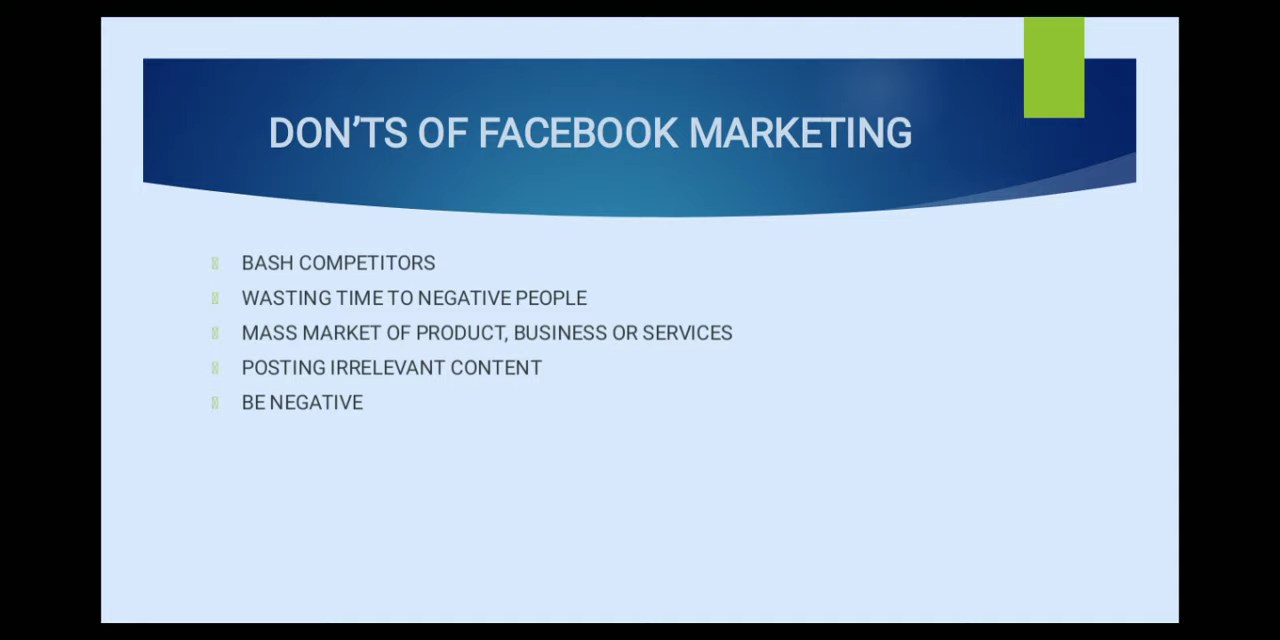 DON’TS OF FACEBOOK MARKETING
BASH COMPETITORS
WASTING TIME TO NEGATIVE PEOPLE
MASS MARKET OF PRODUCT, BUSINESS OR SERVICES
POSTING IRRELEVANT CONTENT
BE NEGATIVE